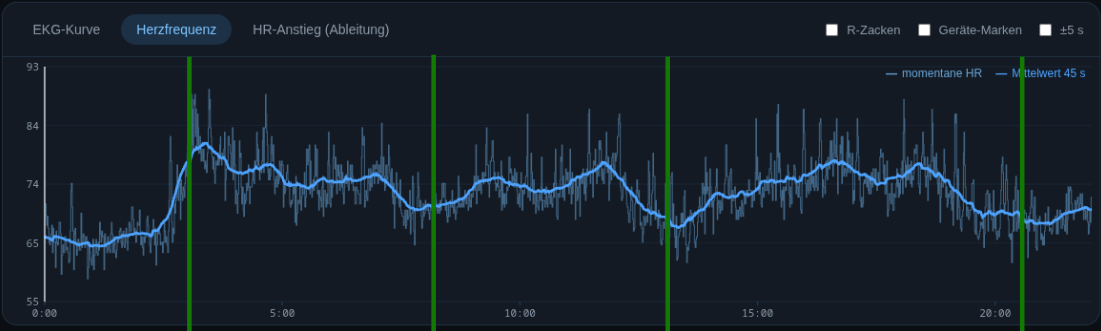 EKG-Kurve Herzfrequenz HR-Anstieg (Ableitung) R-Zacken Geräte-Marken ±5 s
momentane HR Mittelwert 45 s
93
84
74
65
55
0:00 5:00 10:00 15:00 20:00